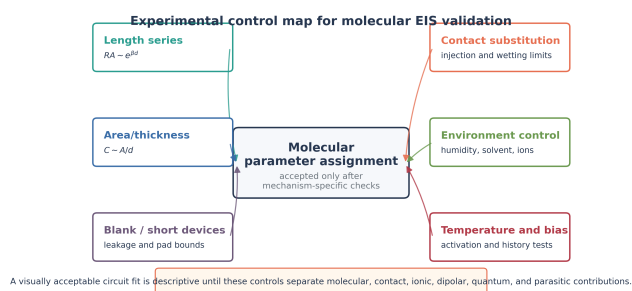 Experimental control map for molecular EIS validation
Length series
RA ~ e^{βd}
Contact substitution
injection and wetting limits
Area/thickness
C ~ A/d
Molecular
parameter assignment
accepted only after
mechanism-specific checks
Environment control
humidity, solvent, ions
Blank / short devices
leakage and pad bounds
Temperature and bias
activation and history tests
A visually acceptable circuit fit is descriptive until these controls separate molecular, contact, ionic, dipolar, quantum, and parasitic contributions.